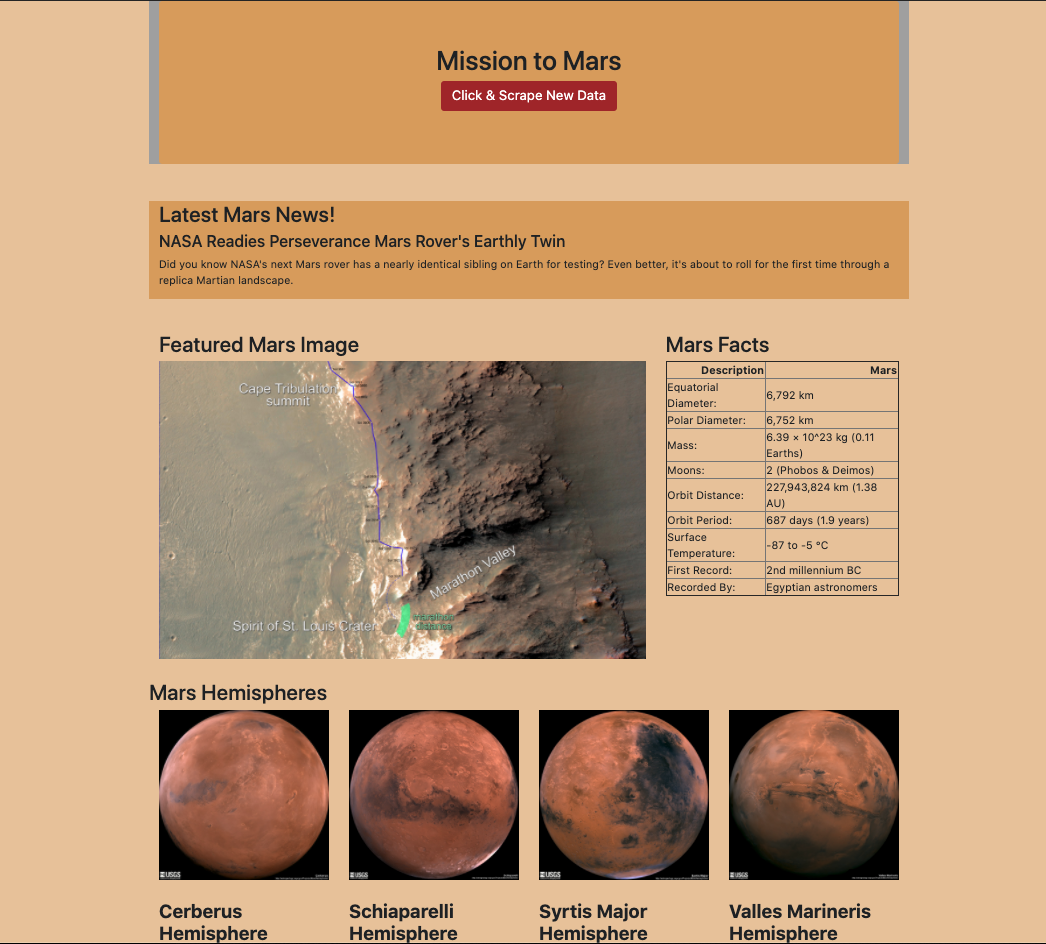 Mission to Mars
Click & Scrape New Data
Latest Mars News!
NASA Readies Perseverance Mars Rover's Earthly Twin
Did you know NASA's next Mars rover has a nearly identical sibling on Earth for testing? Even better, it's about to roll for the first time through a
replica Martian landscape.
Featured Mars Image
Cape Tribulation
summit
Marathon Valley
Spirit of St. Louis Crater
Marathon
distance
Mars Facts
Description Mars
Equatorial
Diameter: 6,792 km
Polar Diameter: 6,752 km
Mass: 6.39 × 10^23 kg (0.11
Earths)
Moons: 2 (Phobos & Deimos)
Orbit Distance: 227,943,824 km (1.38
AU)
Orbit Period: 687 days (1.9 years)
Surface
Temperature: -87 to -5 °C
First Record: 2nd millennium BC
Recorded By: Egyptian astronomers
Mars Hemispheres
USGS
USGS
USGS
USGS
Cerberus
Hemisphere
Schiaparelli
Hemisphere
Syrtis Major
Hemisphere
Valles Marineris
Hemisphere